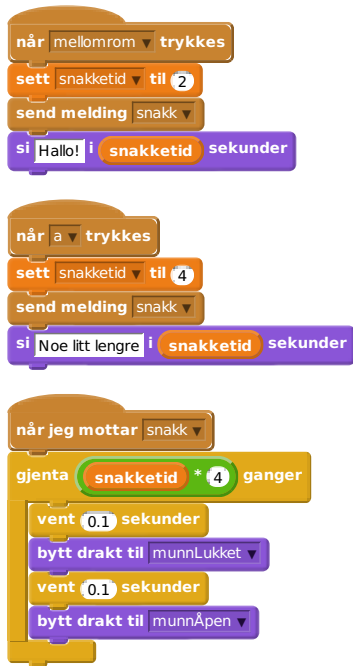 når mellomrom ▼ trykkes
sett snakketid ▼ til 2
send melding snakk ▼
si Hallo! i snakketid sekunder
når a ▼ trykkes
sett snakketid ▼ til 4
send melding snakk ▼
si Noe litt lengre i snakketid sekunder
når jeg mottar snakk ▼
gjenta snakketid * 4 ganger
vent 0.1 sekunder
bytt drakt til munnLukket ▼
vent 0.1 sekunder
bytt drakt til munnÅpen ▼